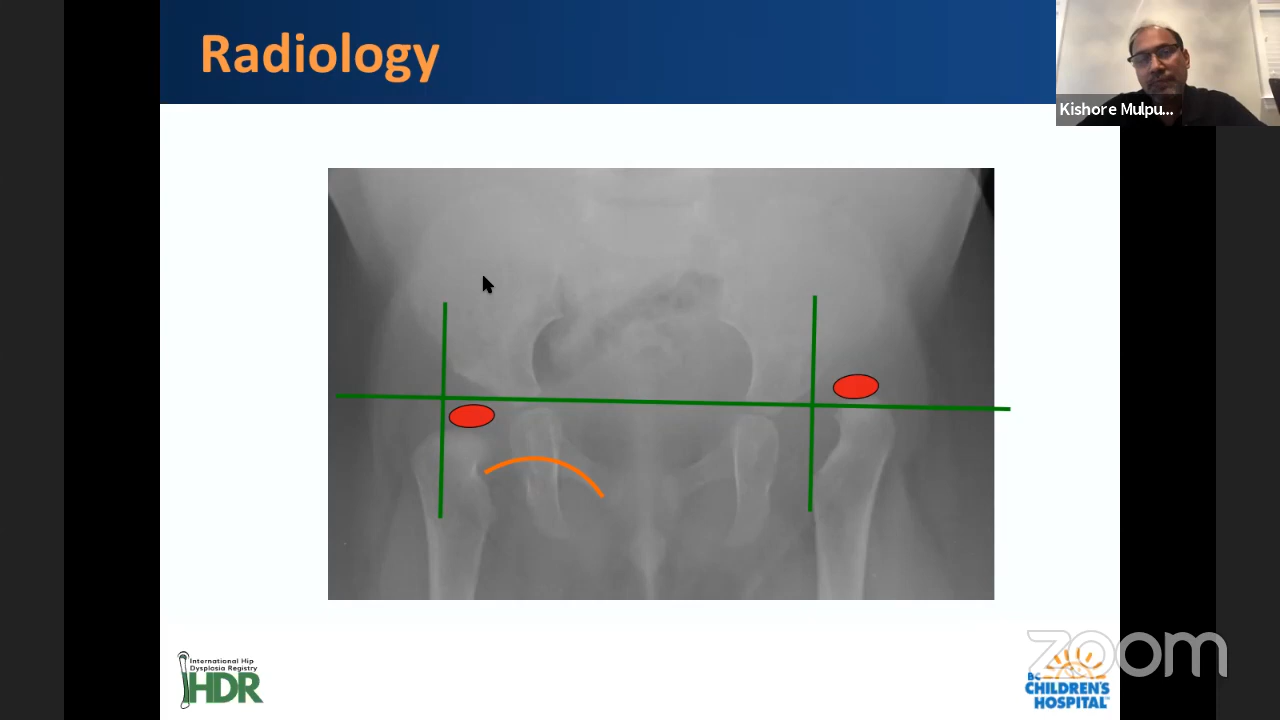 Radiology
Kishore Mulpu...
International Hip
Dysplasia Registry
IHDR
BC
CHILDREN'S
HOSPITAL
zoom